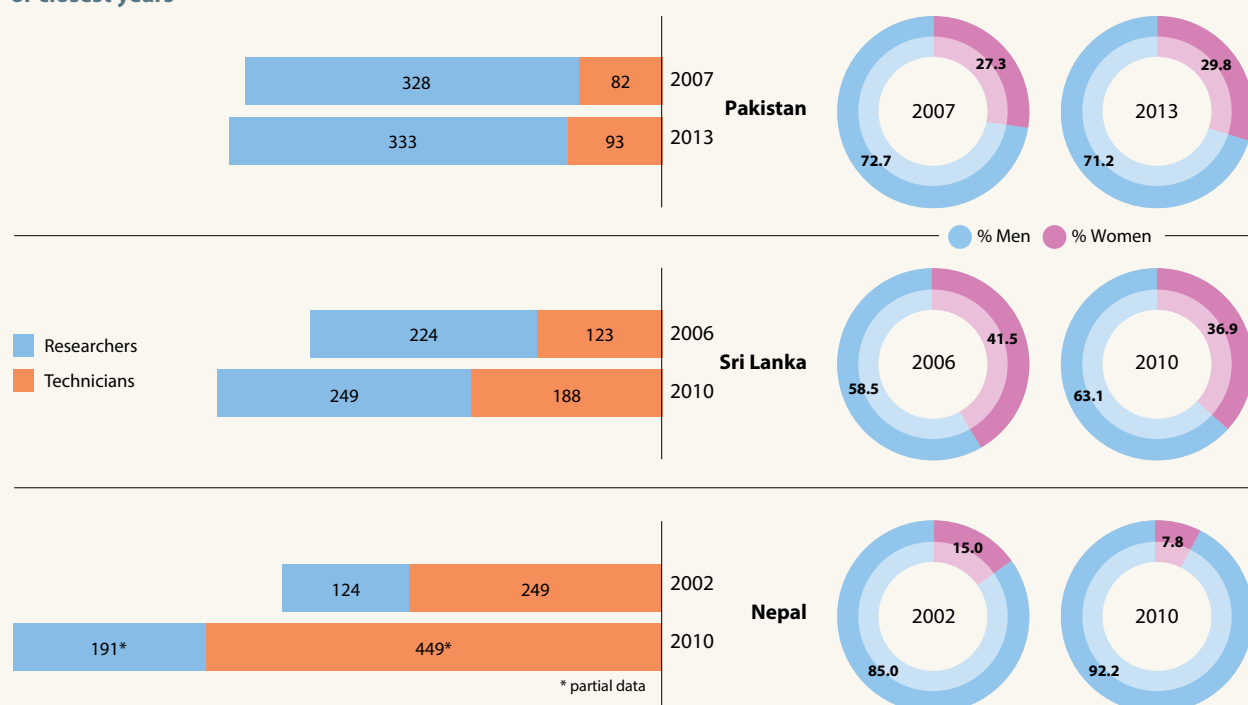 or closest years
328 82 2007
333 93 2013
Pakistan
27.3
2007
72.7
29.8
2013
71.2
% Men % Women
Researchers
Technicians
224 123 2006
249 188 2010
Sri Lanka
41.5
2006
58.5
36.9
2010
63.1
124 249 2002
191* 449* 2010
* partial data
Nepal
15.0
2002
85.0
7.8
2010
92.2